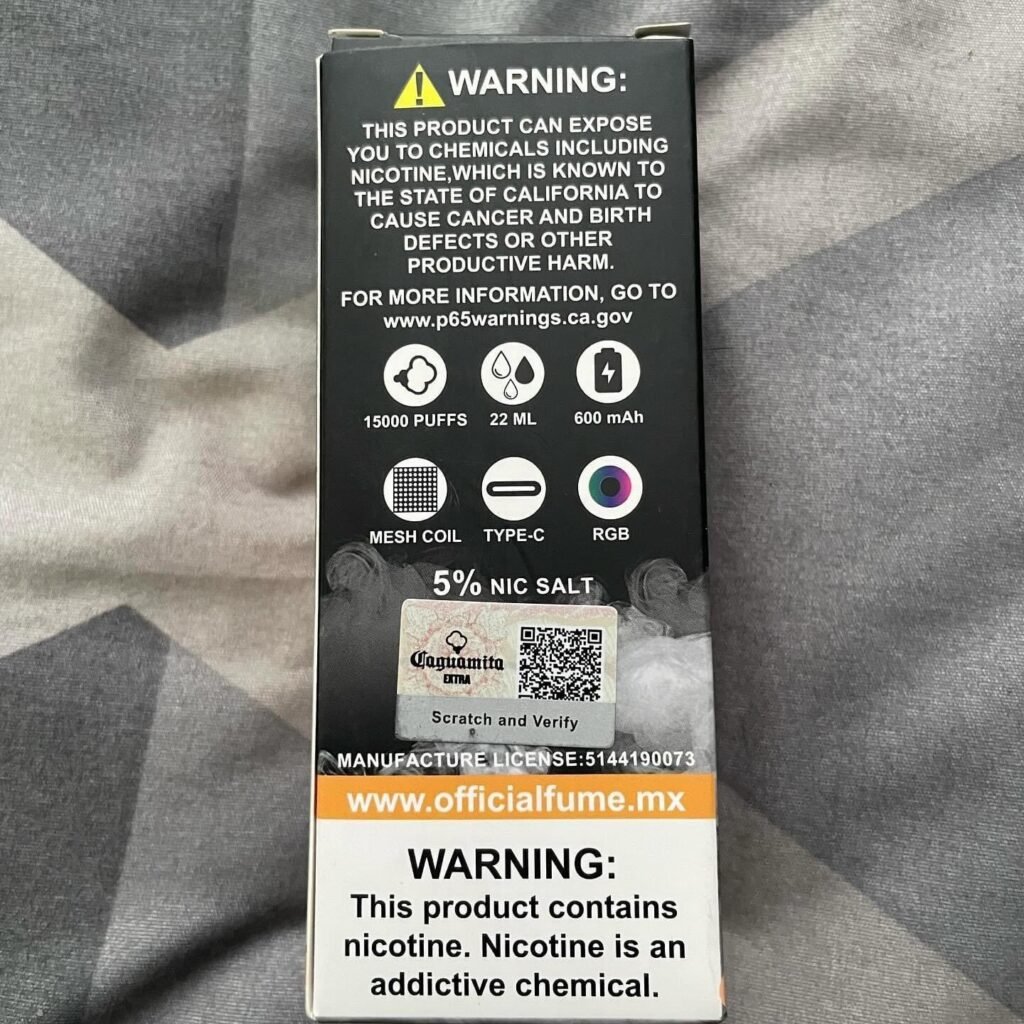 WARNING:
THIS PRODUCT CAN EXPOSE
YOU TO CHEMICALS INCLUDING
NICOTINE,WHICH IS KNOWN TO
THE STATE OF CALIFORNIA TO
CAUSE CANCER AND BIRTH
DEFECTS OR OTHER
PRODUCTIVE HARM.
FOR MORE INFORMATION, GO TO
www.p65warnings.ca.gov
15000 PUFFS 22 ML 600 mAh
MESH COIL TYPE-C RGB
5% NIC SALT
Caguamita
EXTRA
Scratch and Verify
MANUFACTURE LICENSE:5144190073
www.officialfume.mx
WARNING:
This product contains
nicotine. Nicotine is an
addictive chemical.